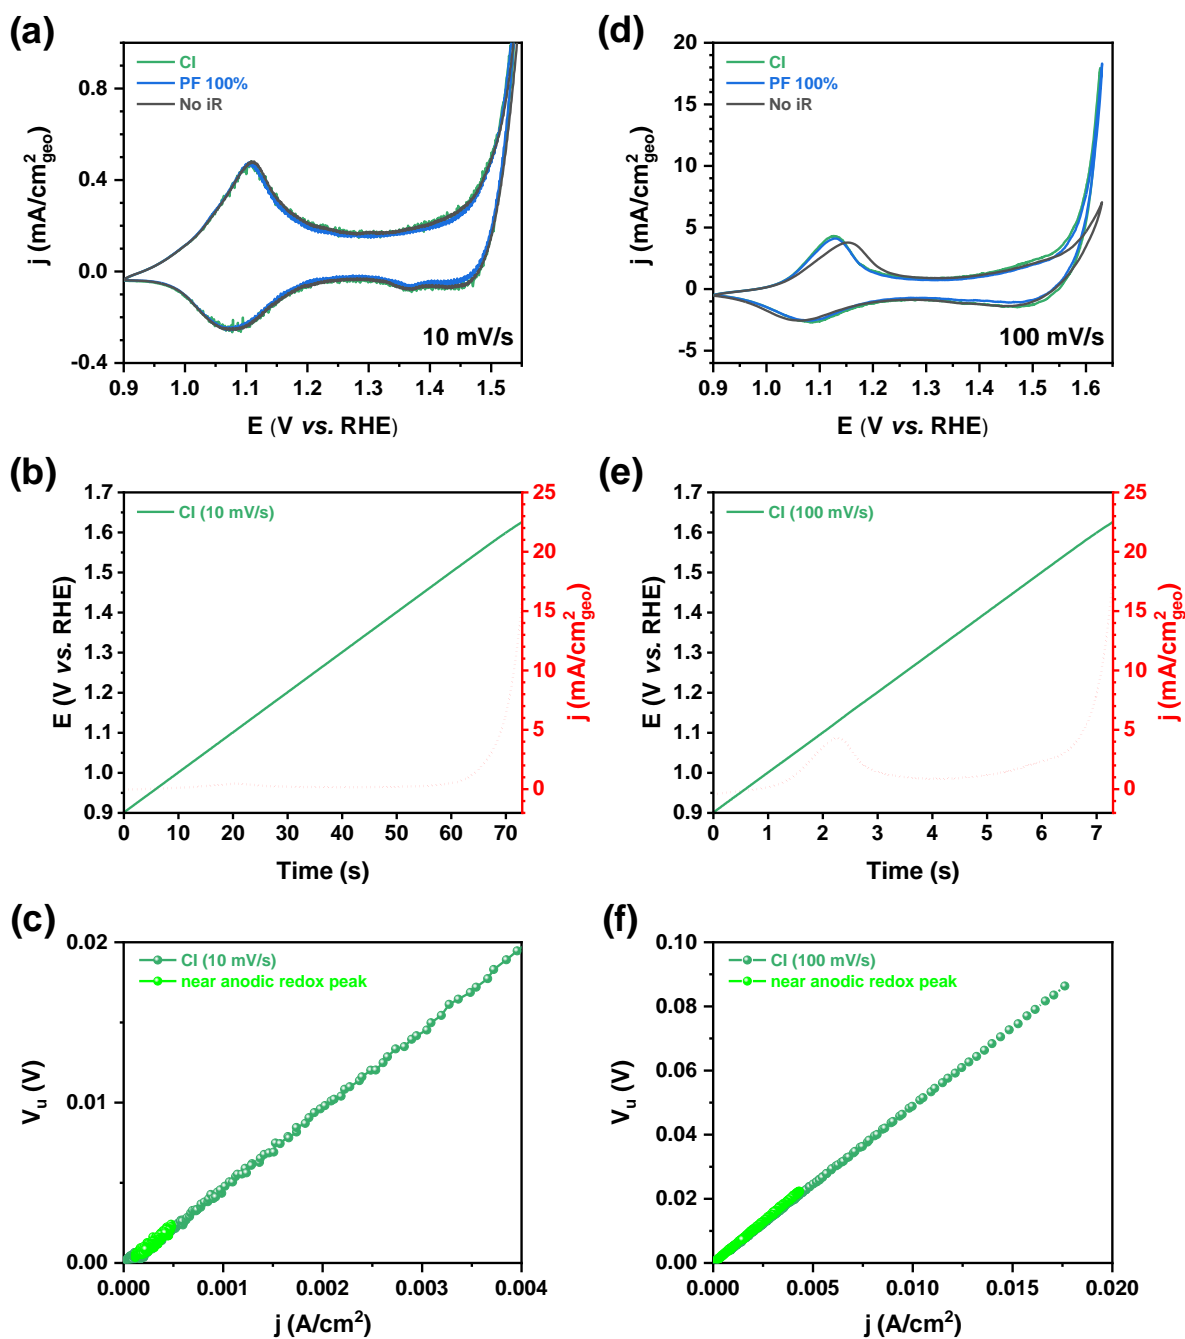 (a)
CI
PF 100%
No iR
0.8
0.4
0.0
-0.4
j (mA/cm²geo)
10 mV/s
0.9 1.0 1.1 1.2 1.3 1.4 1.5
E (V vs. RHE)
(d)
CI
PF 100%
No iR
20
15
10
5
0
-5
j (mA/cm²geo)
100 mV/s
0.9 1.0 1.1 1.2 1.3 1.4 1.5 1.6
E (V vs. RHE)
(b)
CI (10 mV/s)
1.7
1.6
1.5
1.4
1.3
1.2
1.1
1.0
0.9
E (V vs. RHE)
25
20
15
10
5
0
j (mA/cm²geo)
0 10 20 30 40 50 60 70
Time (s)
(e)
CI (100 mV/s)
1.7
1.6
1.5
1.4
1.3
1.2
1.1
1.0
0.9
E (V vs. RHE)
25
20
15
10
5
0
j (mA/cm²geo)
0 1 2 3 4 5 6 7
Time (s)
(c)
CI (10 mV/s)
near anodic redox peak
0.02
0.01
0.00
Vu (V)
0.000 0.001 0.002 0.003 0.004
j (A/cm²)
(f)
CI (100 mV/s)
near anodic redox peak
0.10
0.08
0.06
0.04
0.02
0.00
Vu (V)
0.000 0.005 0.010 0.015 0.020
j (A/cm²)